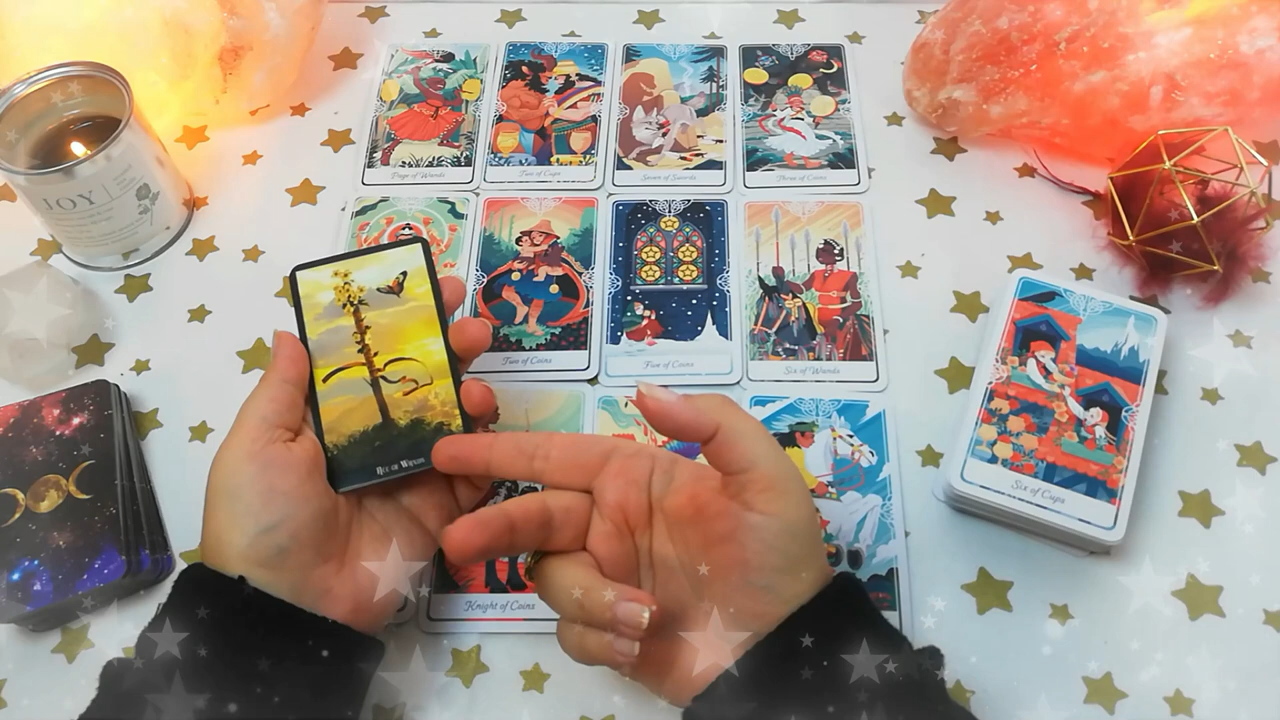 Page of Wands
Two of Cups
Seven of Swords
Three of Coins
JOY
Two of Coins
Five of Coins
Six of Wands
Ace of Wands
Six of Cups
Knight of Coins